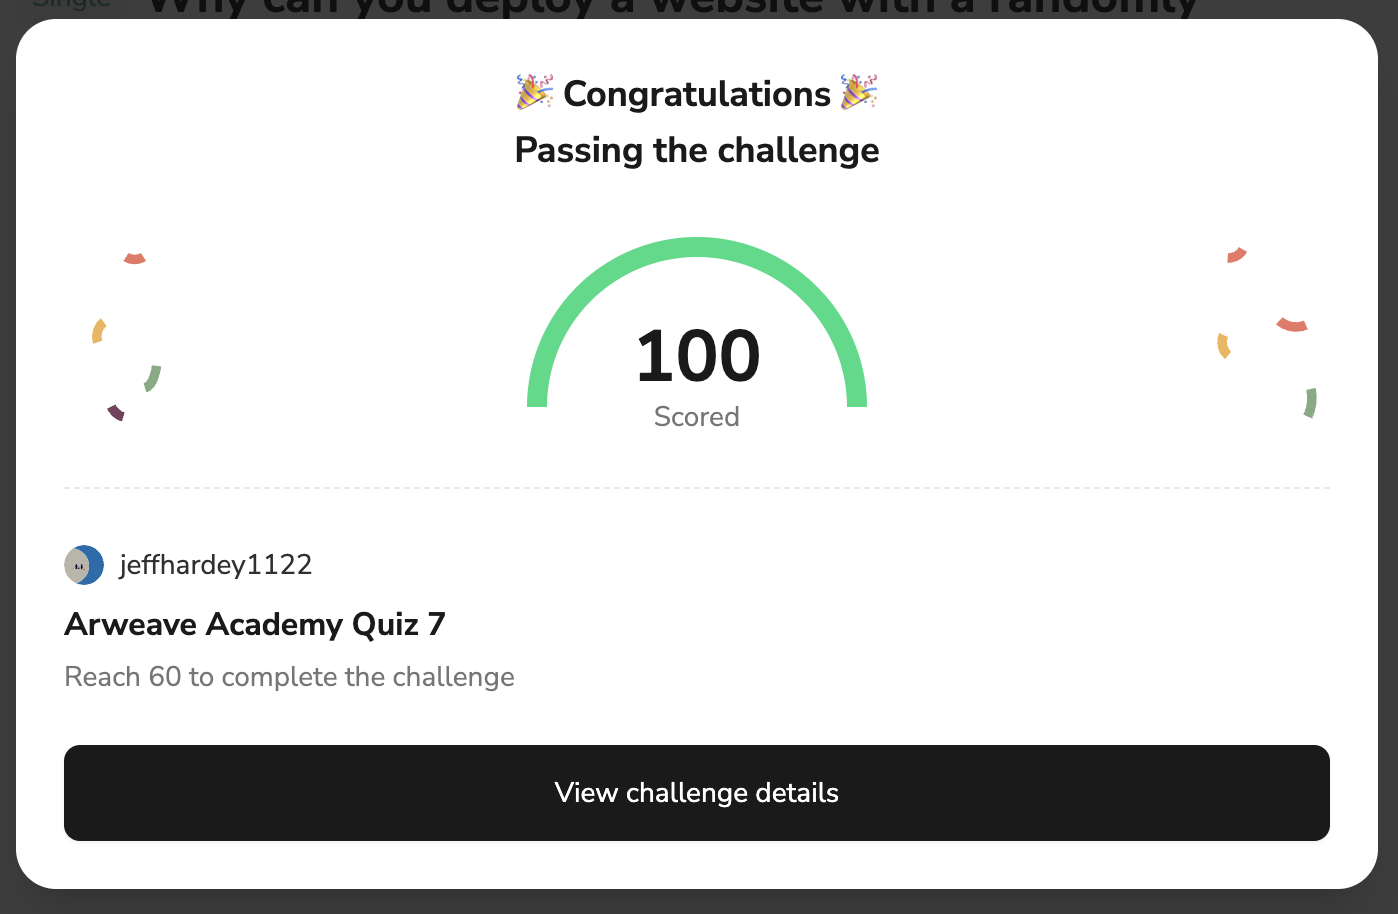 Single Why can you deploy a website with a randomly
🎉 Congratulations 🎉
Passing the challenge
100
Scored
jeffhardey1122
Arweave Academy Quiz 7
Reach 60 to complete the challenge
View challenge details